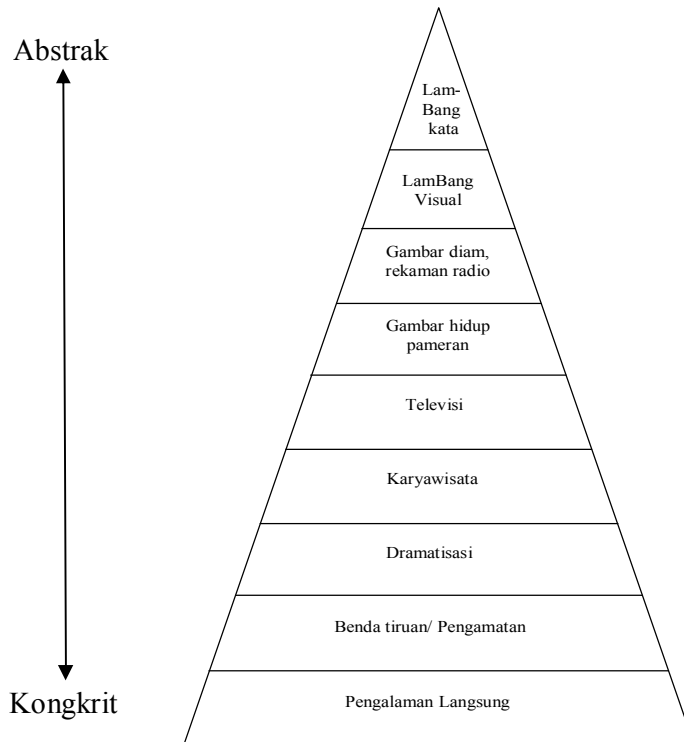 Abstrak
Lam-
Bang
kata
LamBang
Visual
Gambar diam,
rekaman radio
Gambar hidup
pameran
Televisi
Karyawisata
Dramatisasi
Benda tiruan/ Pengamatan
Kongkrit
Pengalaman Langsung